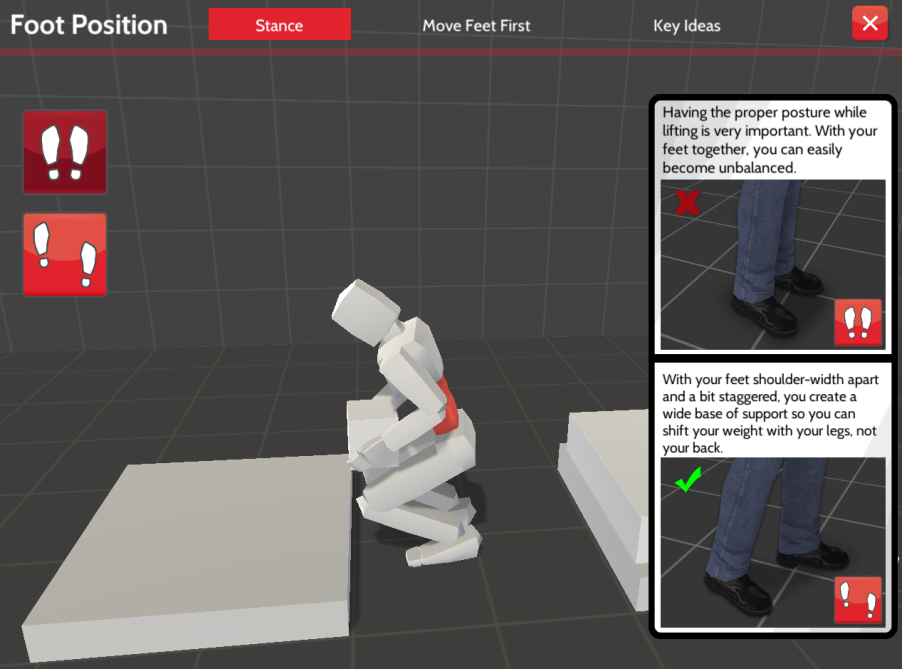 Foot Position
Stance
Move Feet First
Key Ideas
Having the proper posture while
lifting is very important. With your
feet together, you can easily
become unbalanced.
With your feet shoulder-width apart
and a bit staggered, you create a
wide base of support so you can
shift your weight with your legs, not
your back.